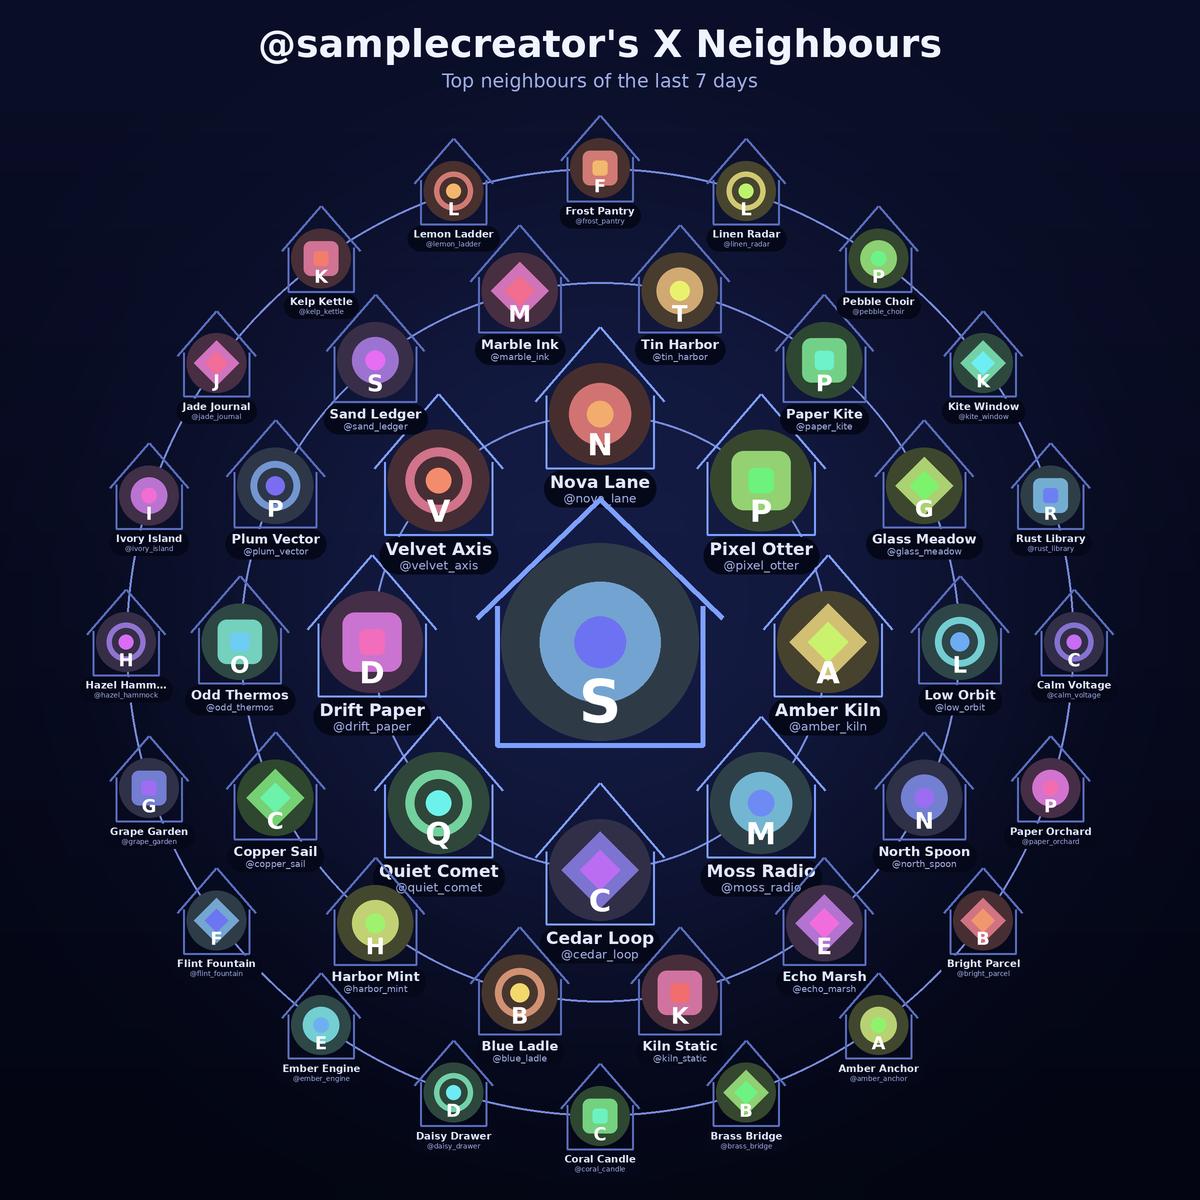 @samplecreator's X Neighbours
Top neighbours of the last 7 days
F
Frost Pantry
@frost_pantry
L
Lemon Ladder
@lemon_ladder
L
Linen Radar
@linen_radar
K
Kelp Kettle
@kelp_kettle
P
Pebble Choir
@pebble_choir
M
Marble Ink
@marble_ink
T
Tin Harbor
@tin_harbor
J
Jade Journal
@jade_journal
S
Sand Ledger
@sand_ledger
P
Paper Kite
@paper_kite
K
Kite Window
@kite_window
N
Nova Lane
@nova_lane
I
Ivory Island
@ivory_island
P
Plum Vector
@plum_vector
V
Velvet Axis
@velvet_axis
P
Pixel Otter
@pixel_otter
G
Glass Meadow
@glass_meadow
R
Rust Library
@rust_library
H
Hazel Hamm...
@hazel_hammock
O
Odd Thermos
@odd_thermos
D
Drift Paper
@drift_paper
S
A
Amber Kiln
@amber_kiln
L
Low Orbit
@low_orbit
C
Calm Voltage
@calm_voltage
G
Grape Garden
@grape_garden
C
Copper Sail
@copper_sail
Q
Quiet Comet
@quiet_comet
M
Moss Radio
@moss_radio
N
North Spoon
@north_spoon
P
Paper Orchard
@paper_orchard
C
Cedar Loop
@cedar_loop
F
Flint Fountain
@flint_fountain
H
Harbor Mint
@harbor_mint
E
Echo Marsh
@echo_marsh
B
Bright Parcel
@bright_parcel
B
Blue Ladle
@blue_ladle
K
Kiln Static
@kiln_static
E
Ember Engine
@ember_engine
A
Amber Anchor
@amber_anchor
D
Daisy Drawer
@daisy_drawer
B
Brass Bridge
@brass_bridge
C
Coral Candle
@coral_candle